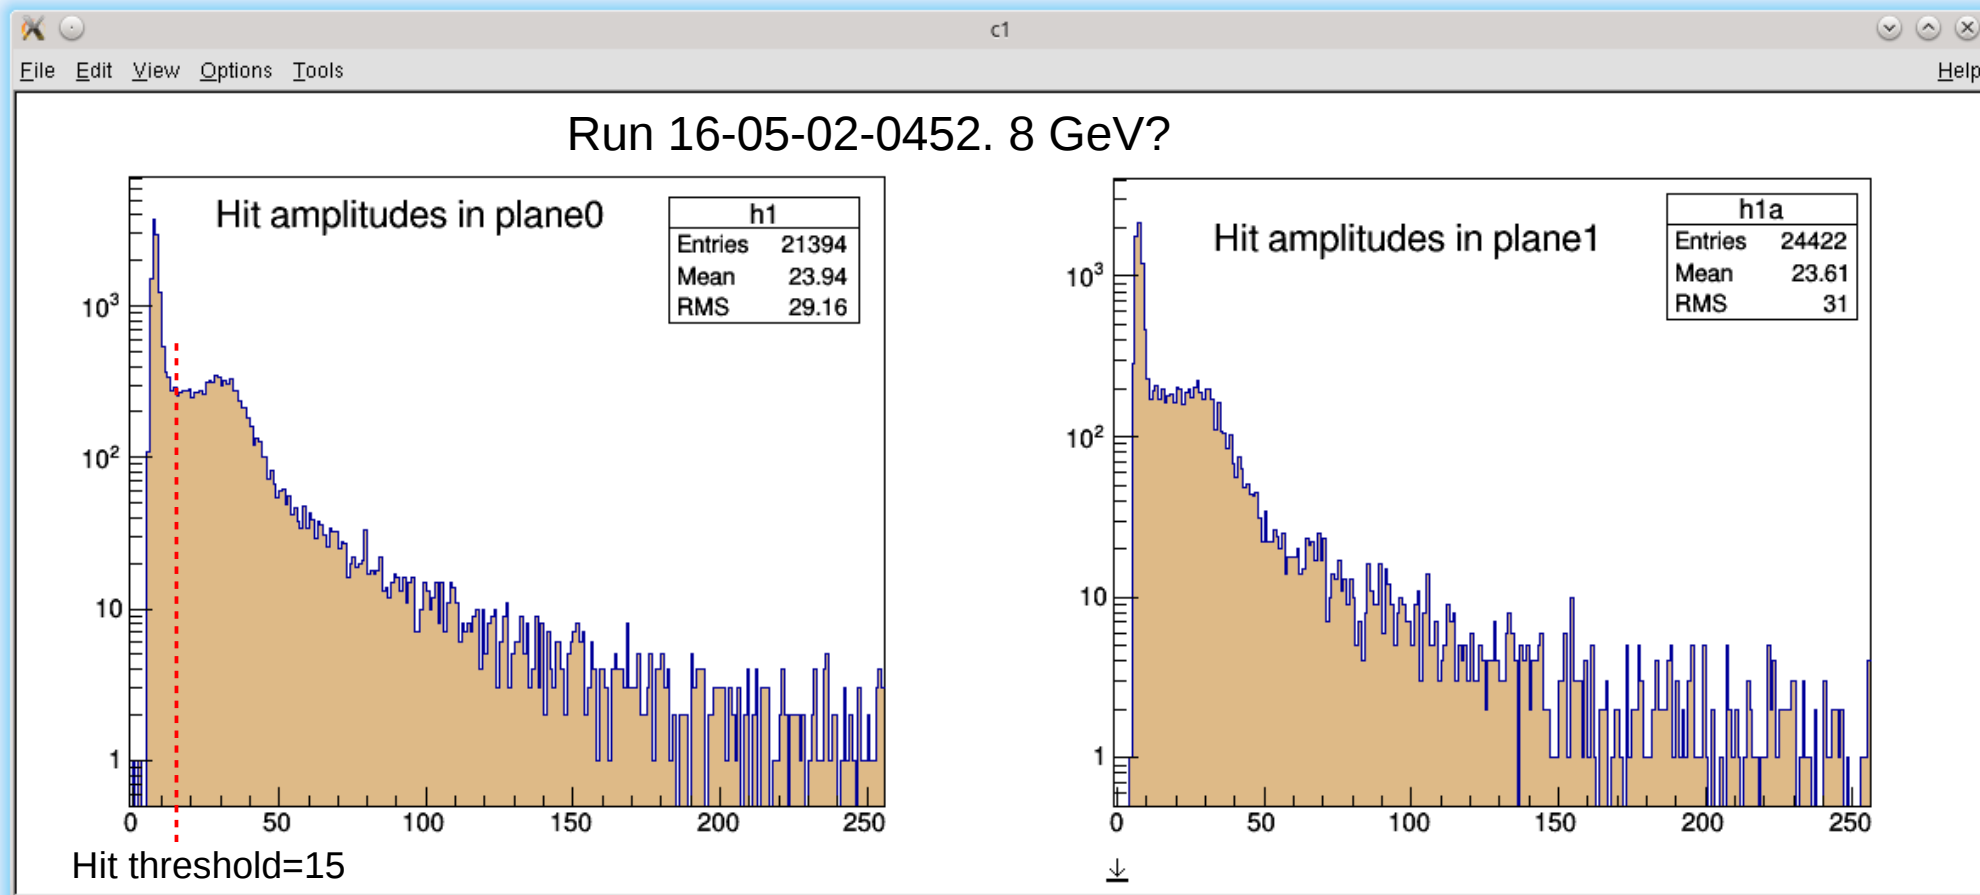 c1
File Edit View Options Tools Help
Run 16-05-02-0452. 8 GeV?
Hit amplitudes in plane0
h1
Entries 21394
Mean 23.94
RMS 29.16
10³
10²
10
1
0 50 100 150 200 250
Hit threshold=15
Hit amplitudes in plane1
h1a
Entries 24422
Mean 23.61
RMS 31
10³
10²
10
1
0 50 100 150 200 250